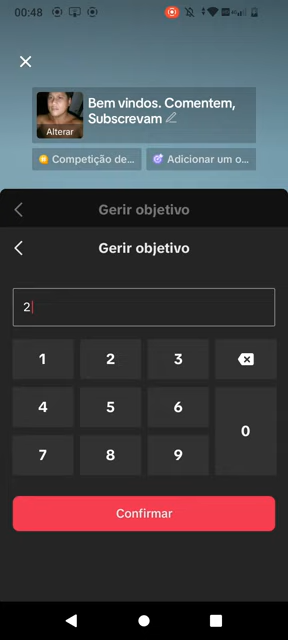 00:48
Bem vindos. Comentem,
Subscrevam
Alterar
Competição de...
Adicionar um o...
Gerir objetivo
Gerir objetivo
2
1 2 3
4 5 6 0
7 8 9
Confirmar